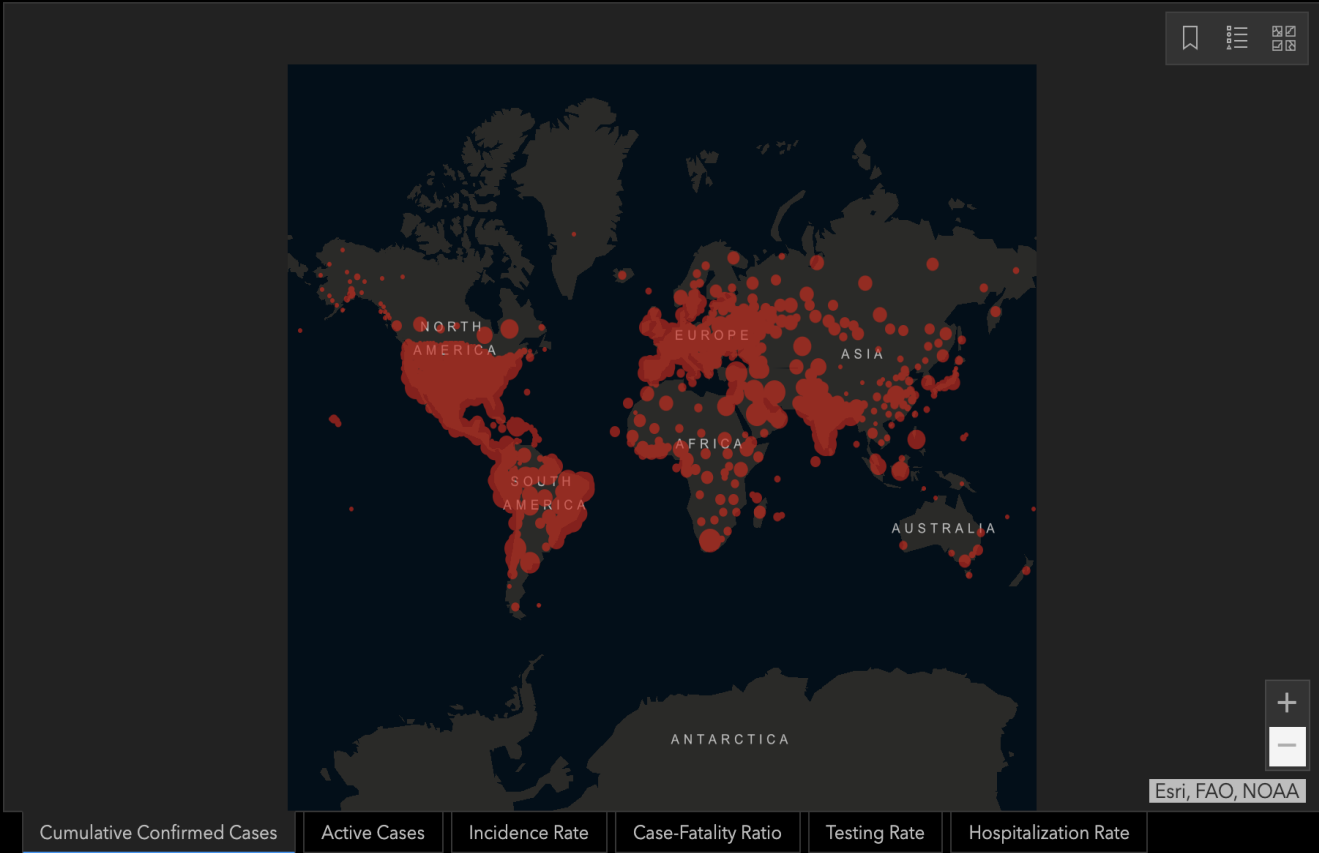 NORTH
AMERICA
EUROPE
ASIA
AFRICA
SOUTH
AMERICA
AUSTRALIA
ANTARCTICA
+
−
Esri, FAO, NOAA
Cumulative Confirmed Cases
Active Cases
Incidence Rate
Case-Fatality Ratio
Testing Rate
Hospitalization Rate